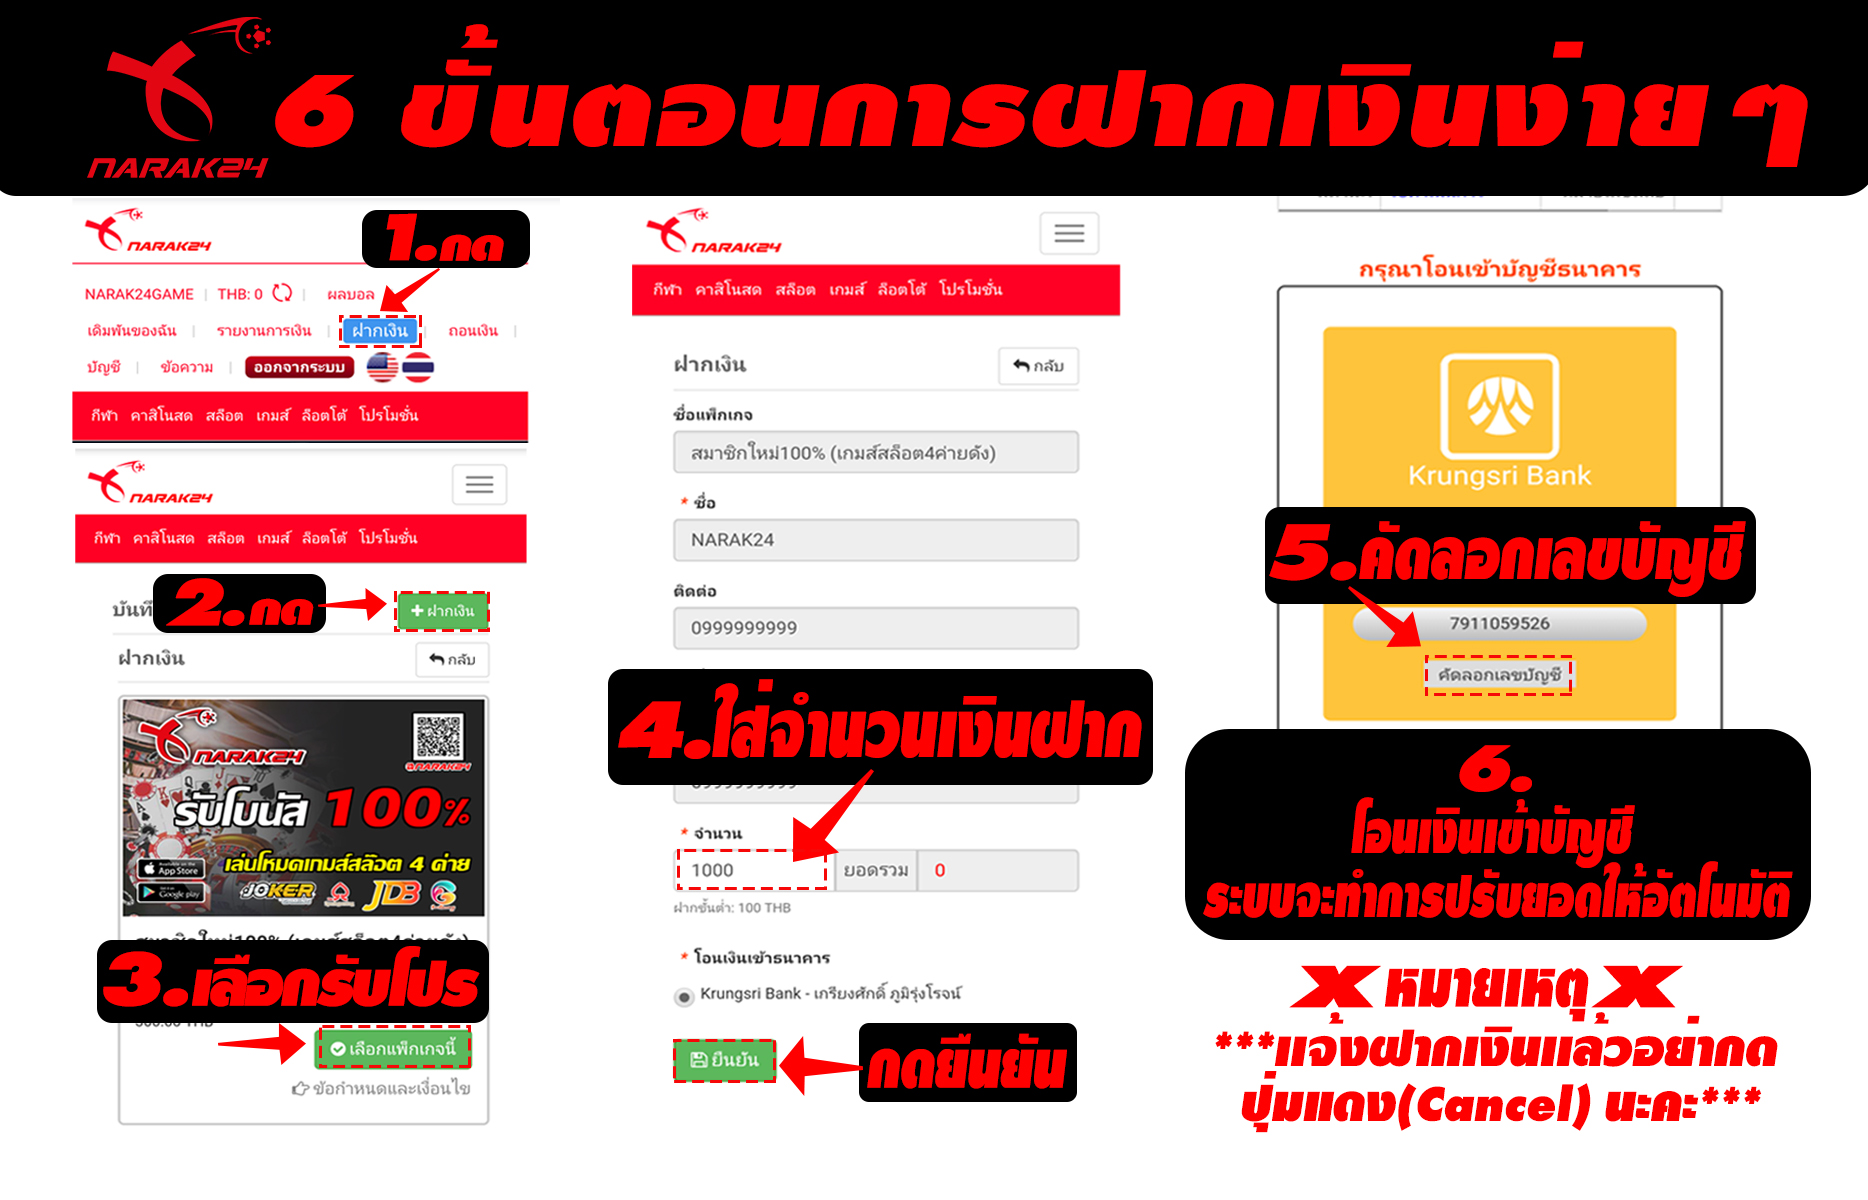 NARAK24
6 ขั้นตอนการฝากเงินง่าย ๆ
NARAK24
1.กด
NARAK24GAME | THB: 0 | ผลบอล
เดิมพันของฉัน | รายงานการเงิน | ฝากเงิน | ถอนเงิน |
บัญชี | ข้อความ | ออกจากระบบ
กีฬา คาสิโนสด สล็อต เกมส์ ล็อตโต้ โปรโมชั่น
NARAK24
กีฬา คาสิโนสด สล็อต เกมส์ ล็อตโต้ โปรโมชั่น
2.กด
+ ฝากเงิน
ฝากเงิน
กลับ
NARAK24
@NARAK24
รับโบนัส 100%
เล่นโหมดเกมส์สล๊อต 4 ค่าย
App Store
Google play
JOKER JDB
3.เลือกรับโปร
เลือกแพ็กเกจนี้
ข้อกำหนดและเงื่อนไข
NARAK24
กีฬา คาสิโนสด สล็อต เกมส์ ล็อตโต้ โปรโมชั่น
ฝากเงิน
กลับ
ชื่อแพ็กเกจ
สมาชิกใหม่100% (เกมส์สล็อต4ค่ายดัง)
* ชื่อ
NARAK24
ติดต่อ
0999999999
4.ใส่จำนวนเงินฝาก
* จำนวน
1000 ยอดรวม 0
ฝากขั้นต่ำ: 100 THB
* โอนเงินเข้าธนาคาร
Krungsri Bank - เกรียงศักดิ์ ภูมิรุ่งโรจน์
ยืนยัน
กดยืนยัน
กรุณาโอนเข้าบัญชีธนาคาร
Krungsri Bank
5.คัดลอกเลขบัญชี
7911059526
คัดลอกเลขบัญชี
6.
โอนเงินเข้าบัญชี
ระบบจะทำการปรับยอดให้อัตโนมัติ
X หมายเหตุ X
***แจ้งฝากเงินแล้วอย่ากด
ปุ่มแดง(Cancel) นะคะ***